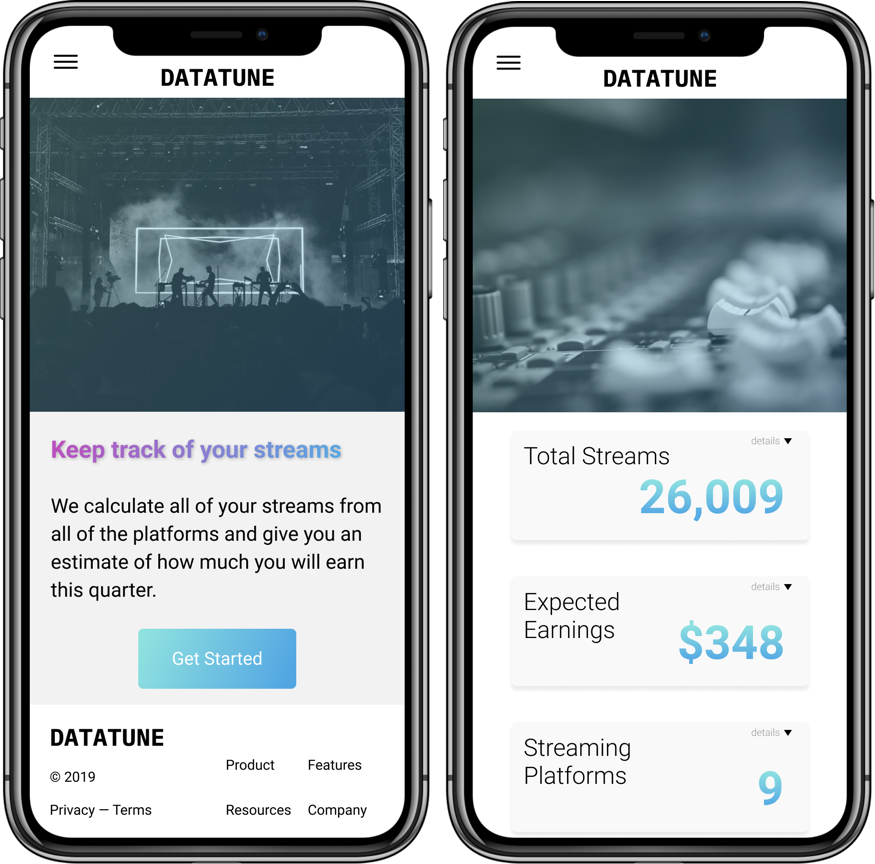 DATATUNE
Keep track of your streams
We calculate all of your streams from
all of the platforms and give you an
estimate of how much you will earn
this quarter.
Get Started
DATATUNE
© 2019
Product Features
Privacy — Terms
Resources Company
DATATUNE
details ▼
Total Streams
26,009
details ▼
Expected
Earnings
$348
details ▼
Streaming
Platforms
9